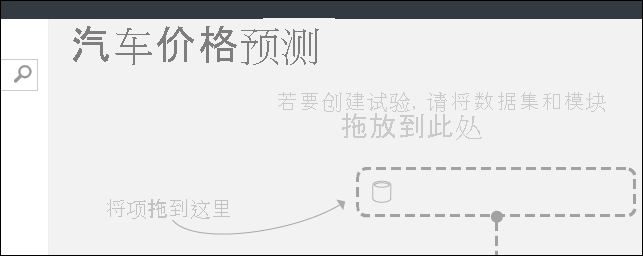 汽车价格预测
若要创建试验, 请将数据集和模块
拖放到此处
将项拖到这里